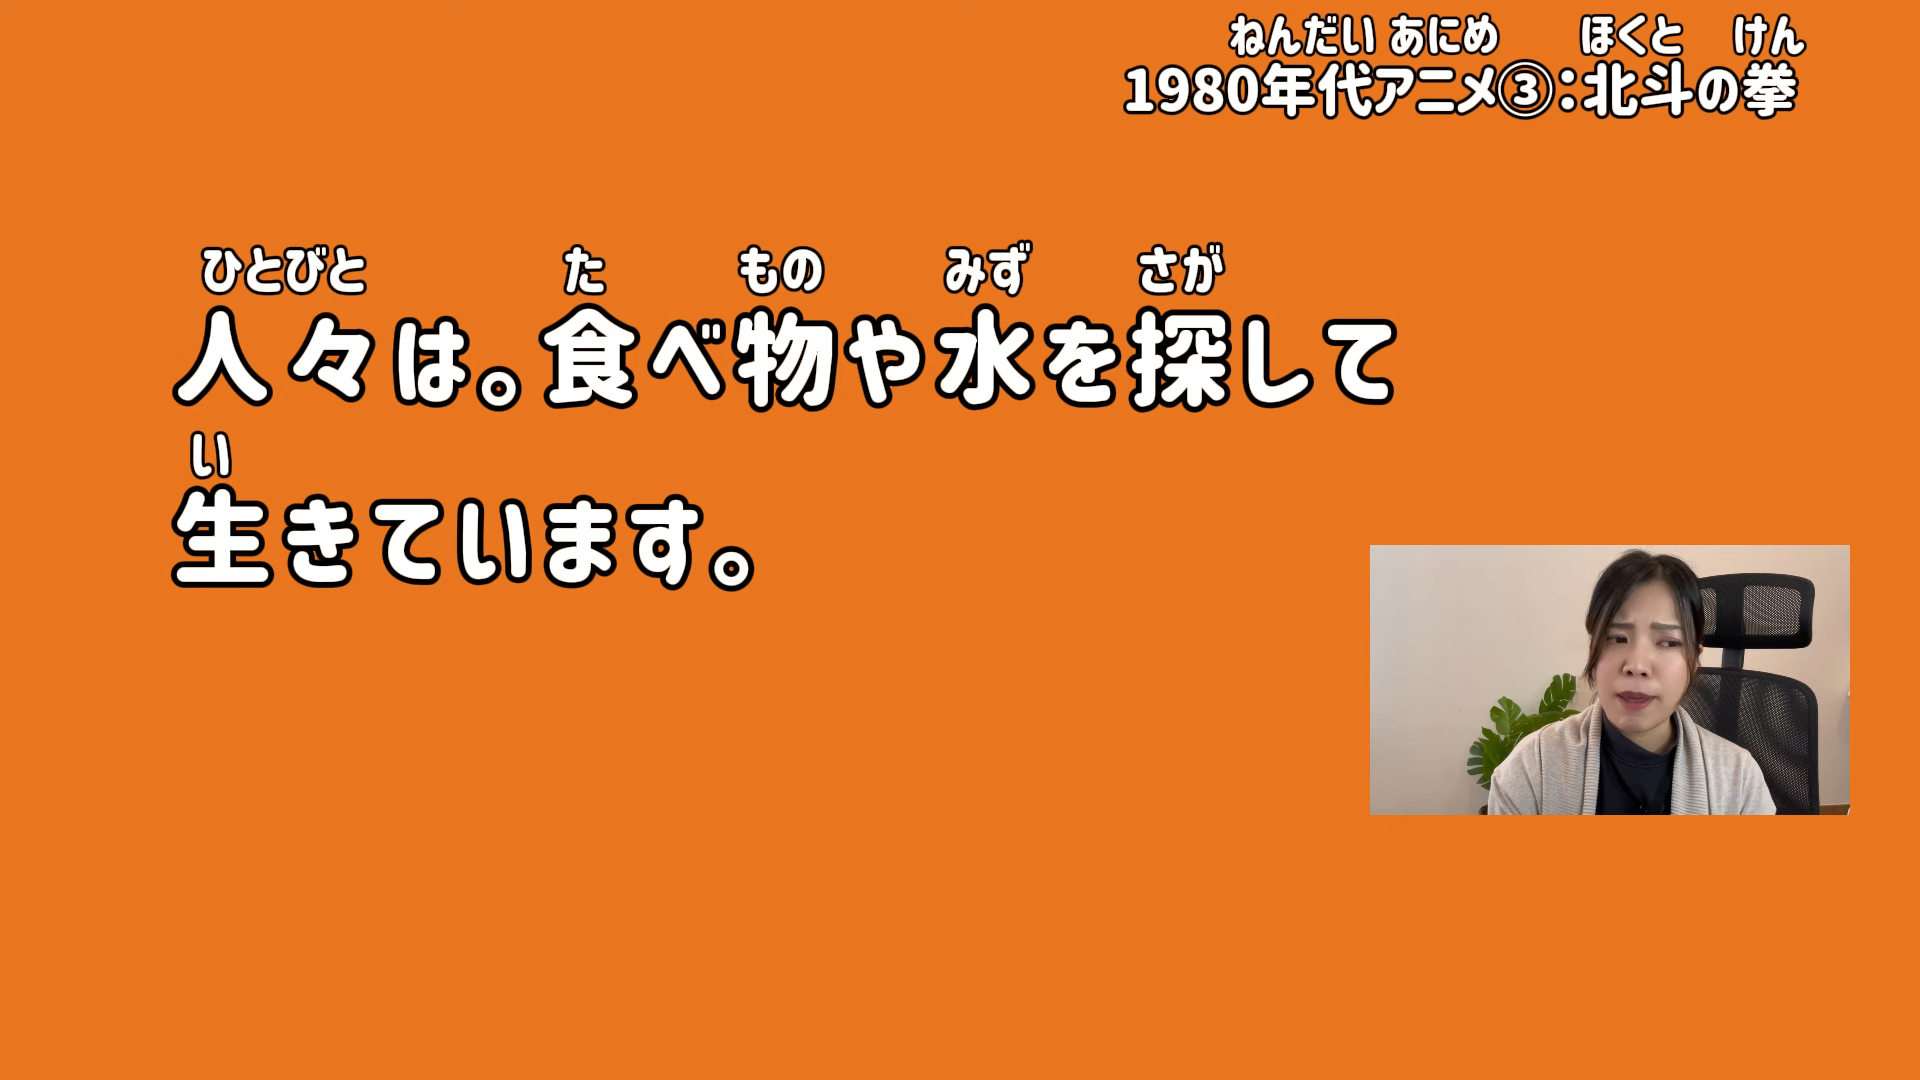 ねんだい あにめ ほくと けん
1980年代アニメ③：北斗の拳
ひとびと た もの みず さが
人々は。食べ物や水を探して
い
生きています。